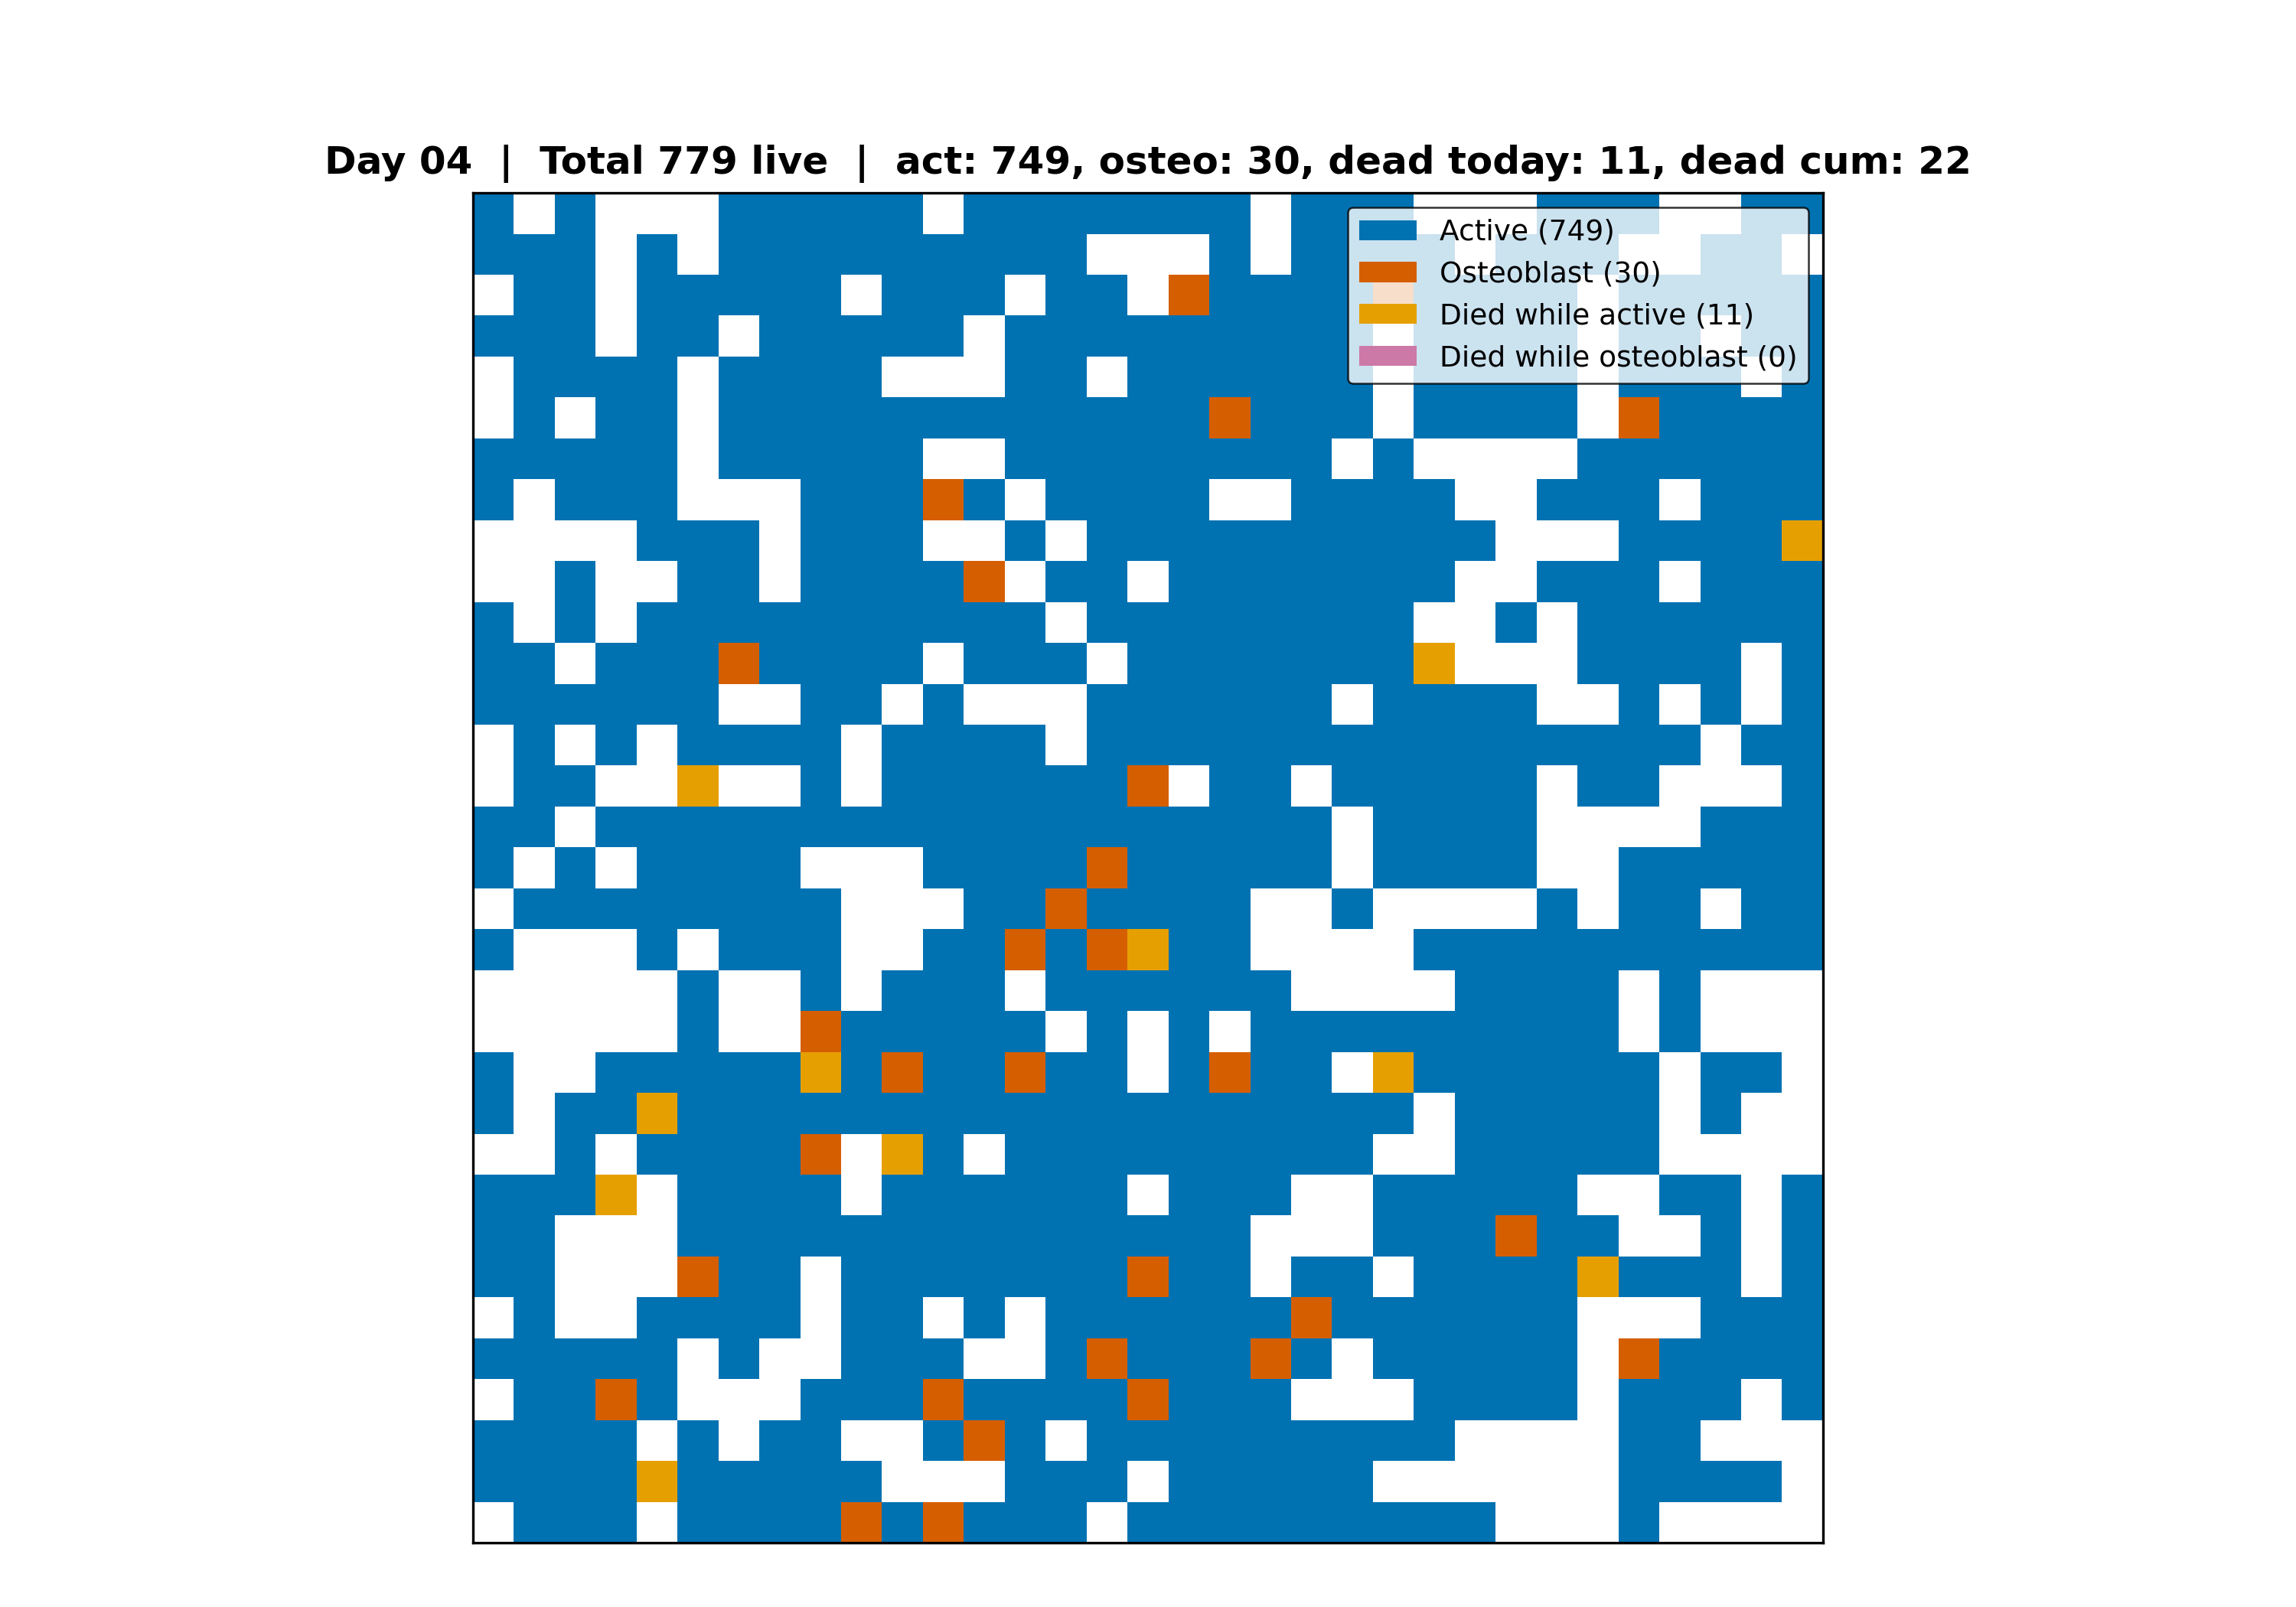 Day 04 | Total 779 live | act: 749, osteo: 30, dead today: 11, dead cum: 22
Active (749)
Osteoblast (30)
Died while active (11)
Died while osteoblast (0)